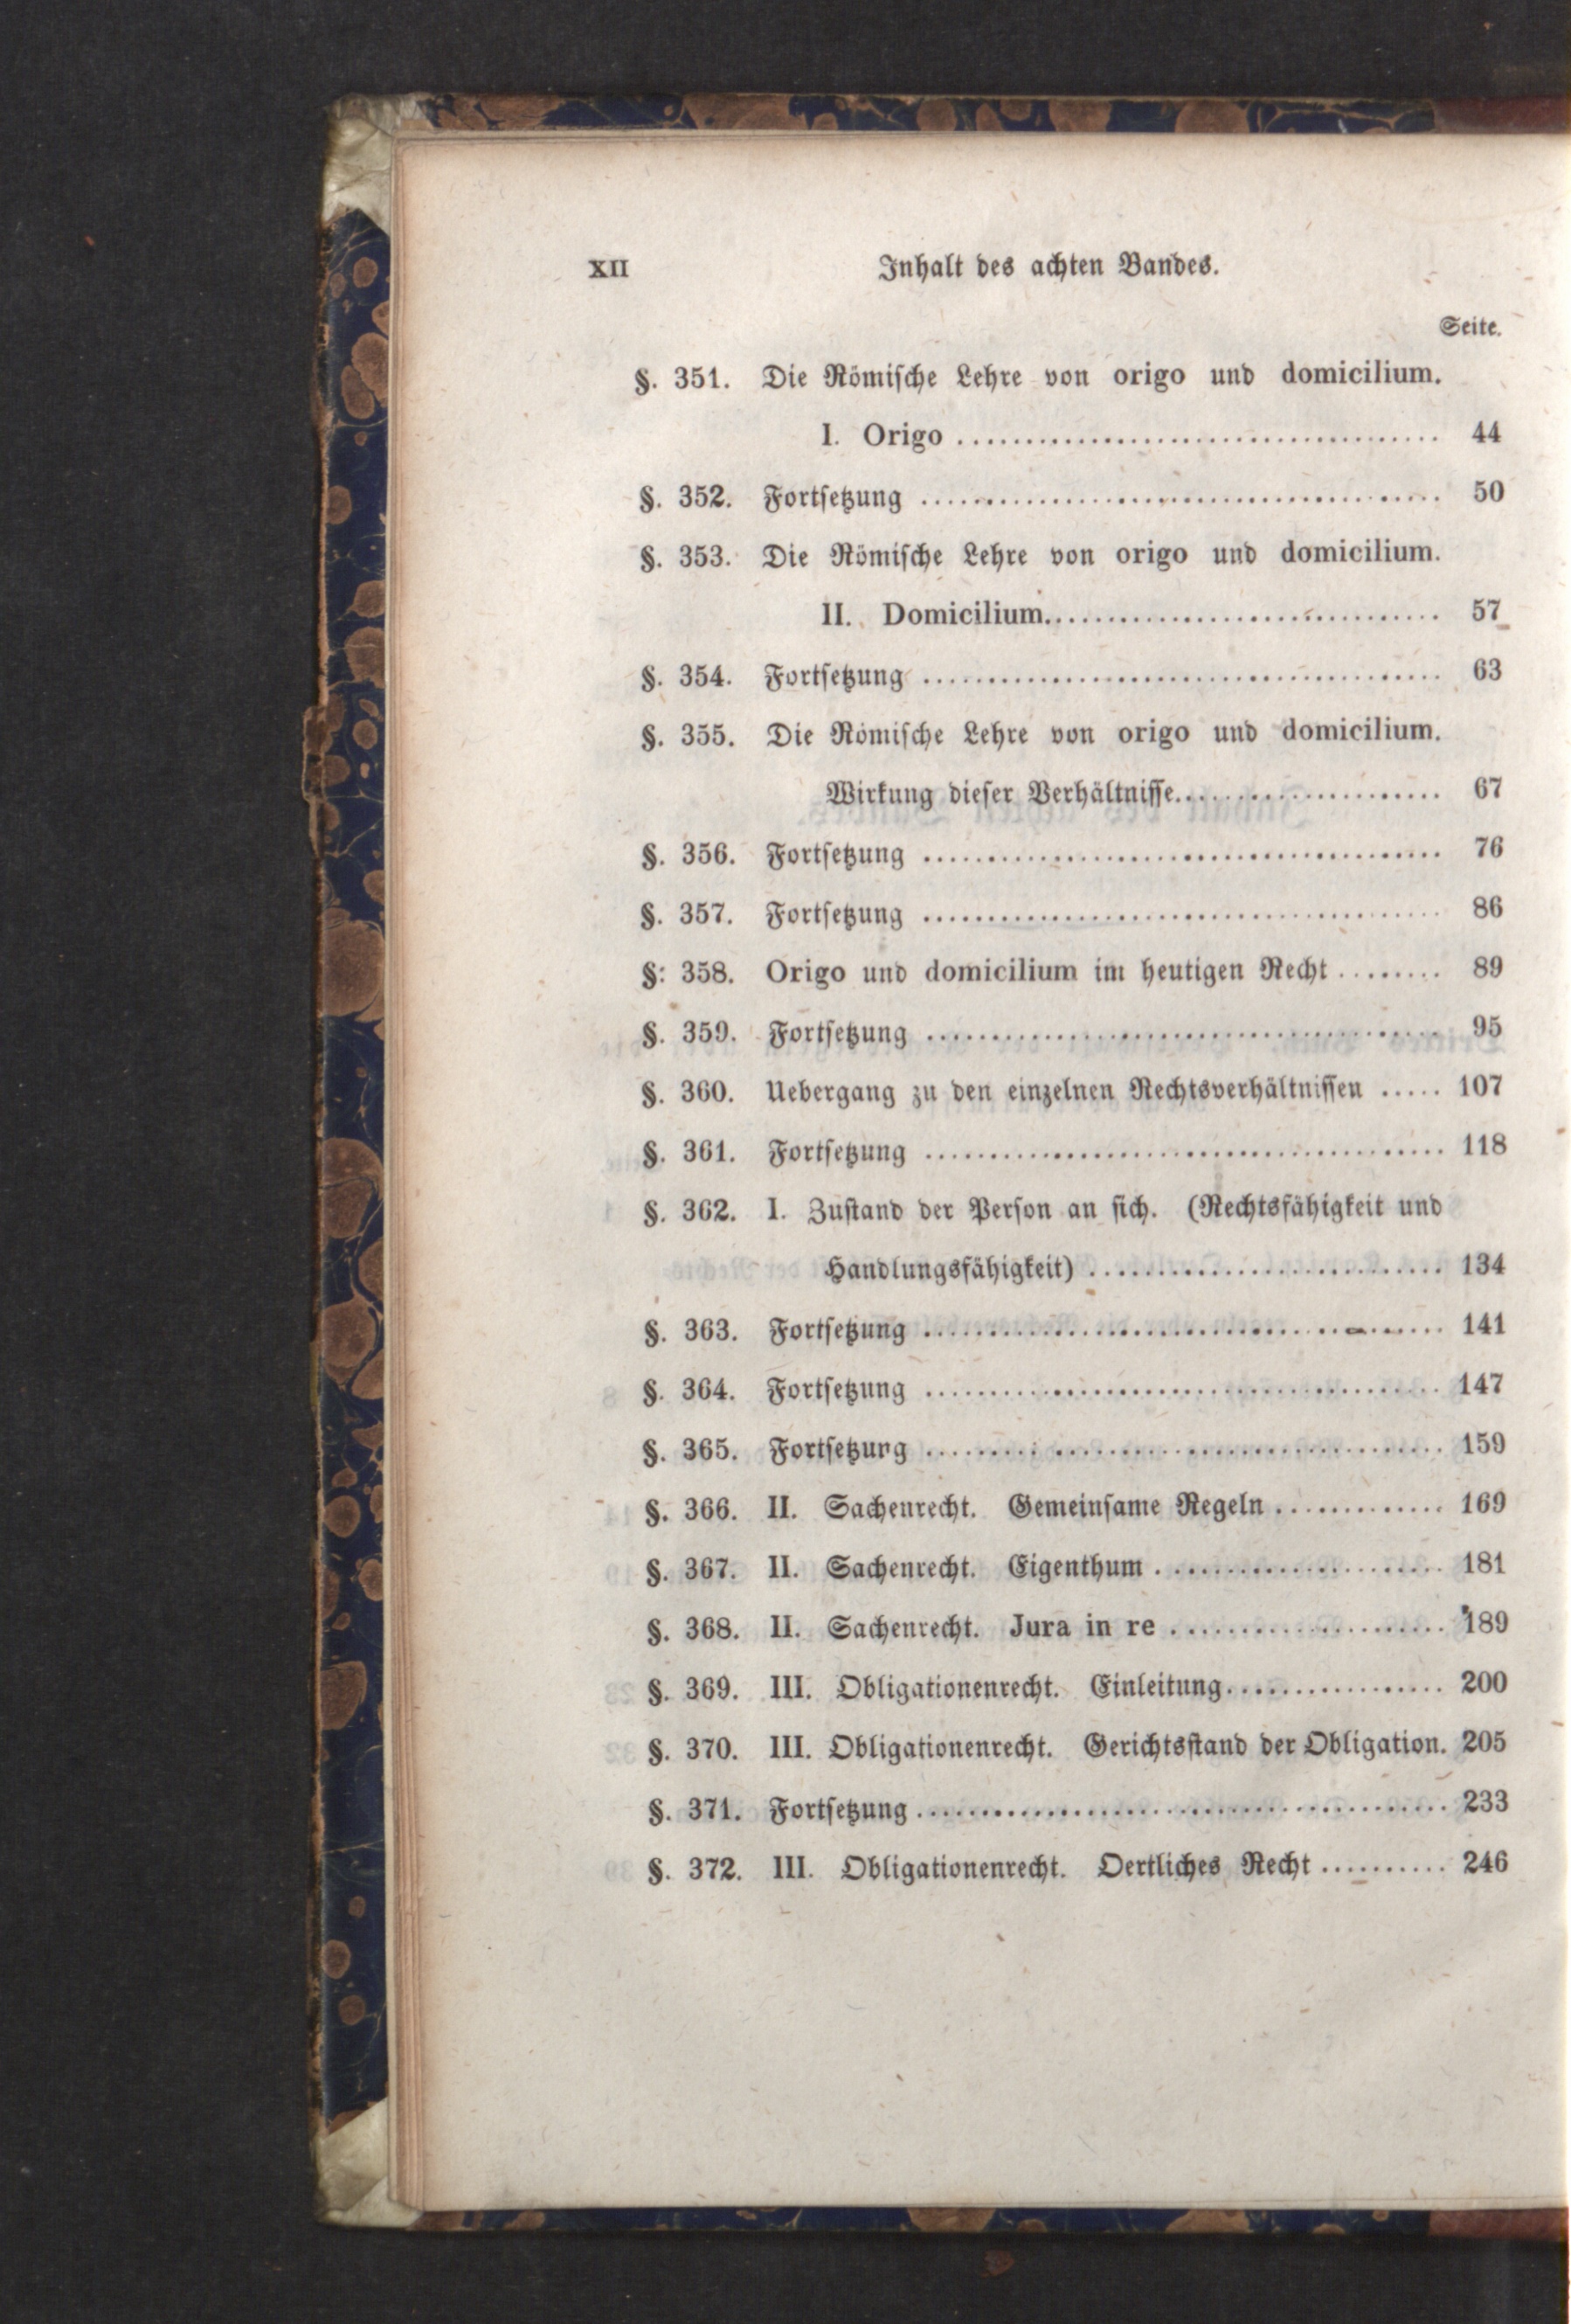 XII Inhalt des achten Bandes.
Seite.
§. 351. Die Römische Lehre von origo und domicilium.
I. Origo .................................... 44
§. 352. Fortsetzung ........................................ 50
§. 353. Die Römische Lehre von origo und domicilium.
II. Domicilium.............................. 57
§. 354. Fortsetzung ........................................ 63
§. 355. Die Römische Lehre von origo und domicilium.
Wirkung dieser Verhältnisse.................... 67
§. 356. Fortsetzung ........................................ 76
§. 357. Fortsetzung ........................................ 86
§. 358. Origo und domicilium im heutigen Recht ........ 89
§. 359. Fortsetzung ........................................ 95
§. 360. Uebergang zu den einzelnen Rechtsverhältnissen ..... 107
§. 361. Fortsetzung ........................................ 118
§. 362. I. Zustand der Person an sich. (Rechtsfähigkeit und
Handlungsfähigkeit) ........................... 134
§. 363. Fortsetzung ........................................ 141
§. 364. Fortsetzung ........................................ 147
§. 365. Fortsetzung ........................................ 159
§. 366. II. Sachenrecht. Gemeinsame Regeln ............. 169
§. 367. II. Sachenrecht. Eigenthum ...................... 181
§. 368. II. Sachenrecht. Jura in re ..................... 189
§. 369. III. Obligationenrecht. Einleitung................. 200
§. 370. III. Obligationenrecht. Gerichtsstand der Obligation. 205
§. 371. Fortsetzung ........................................ 233
§. 372. III. Obligationenrecht. Oertliches Recht .......... 246